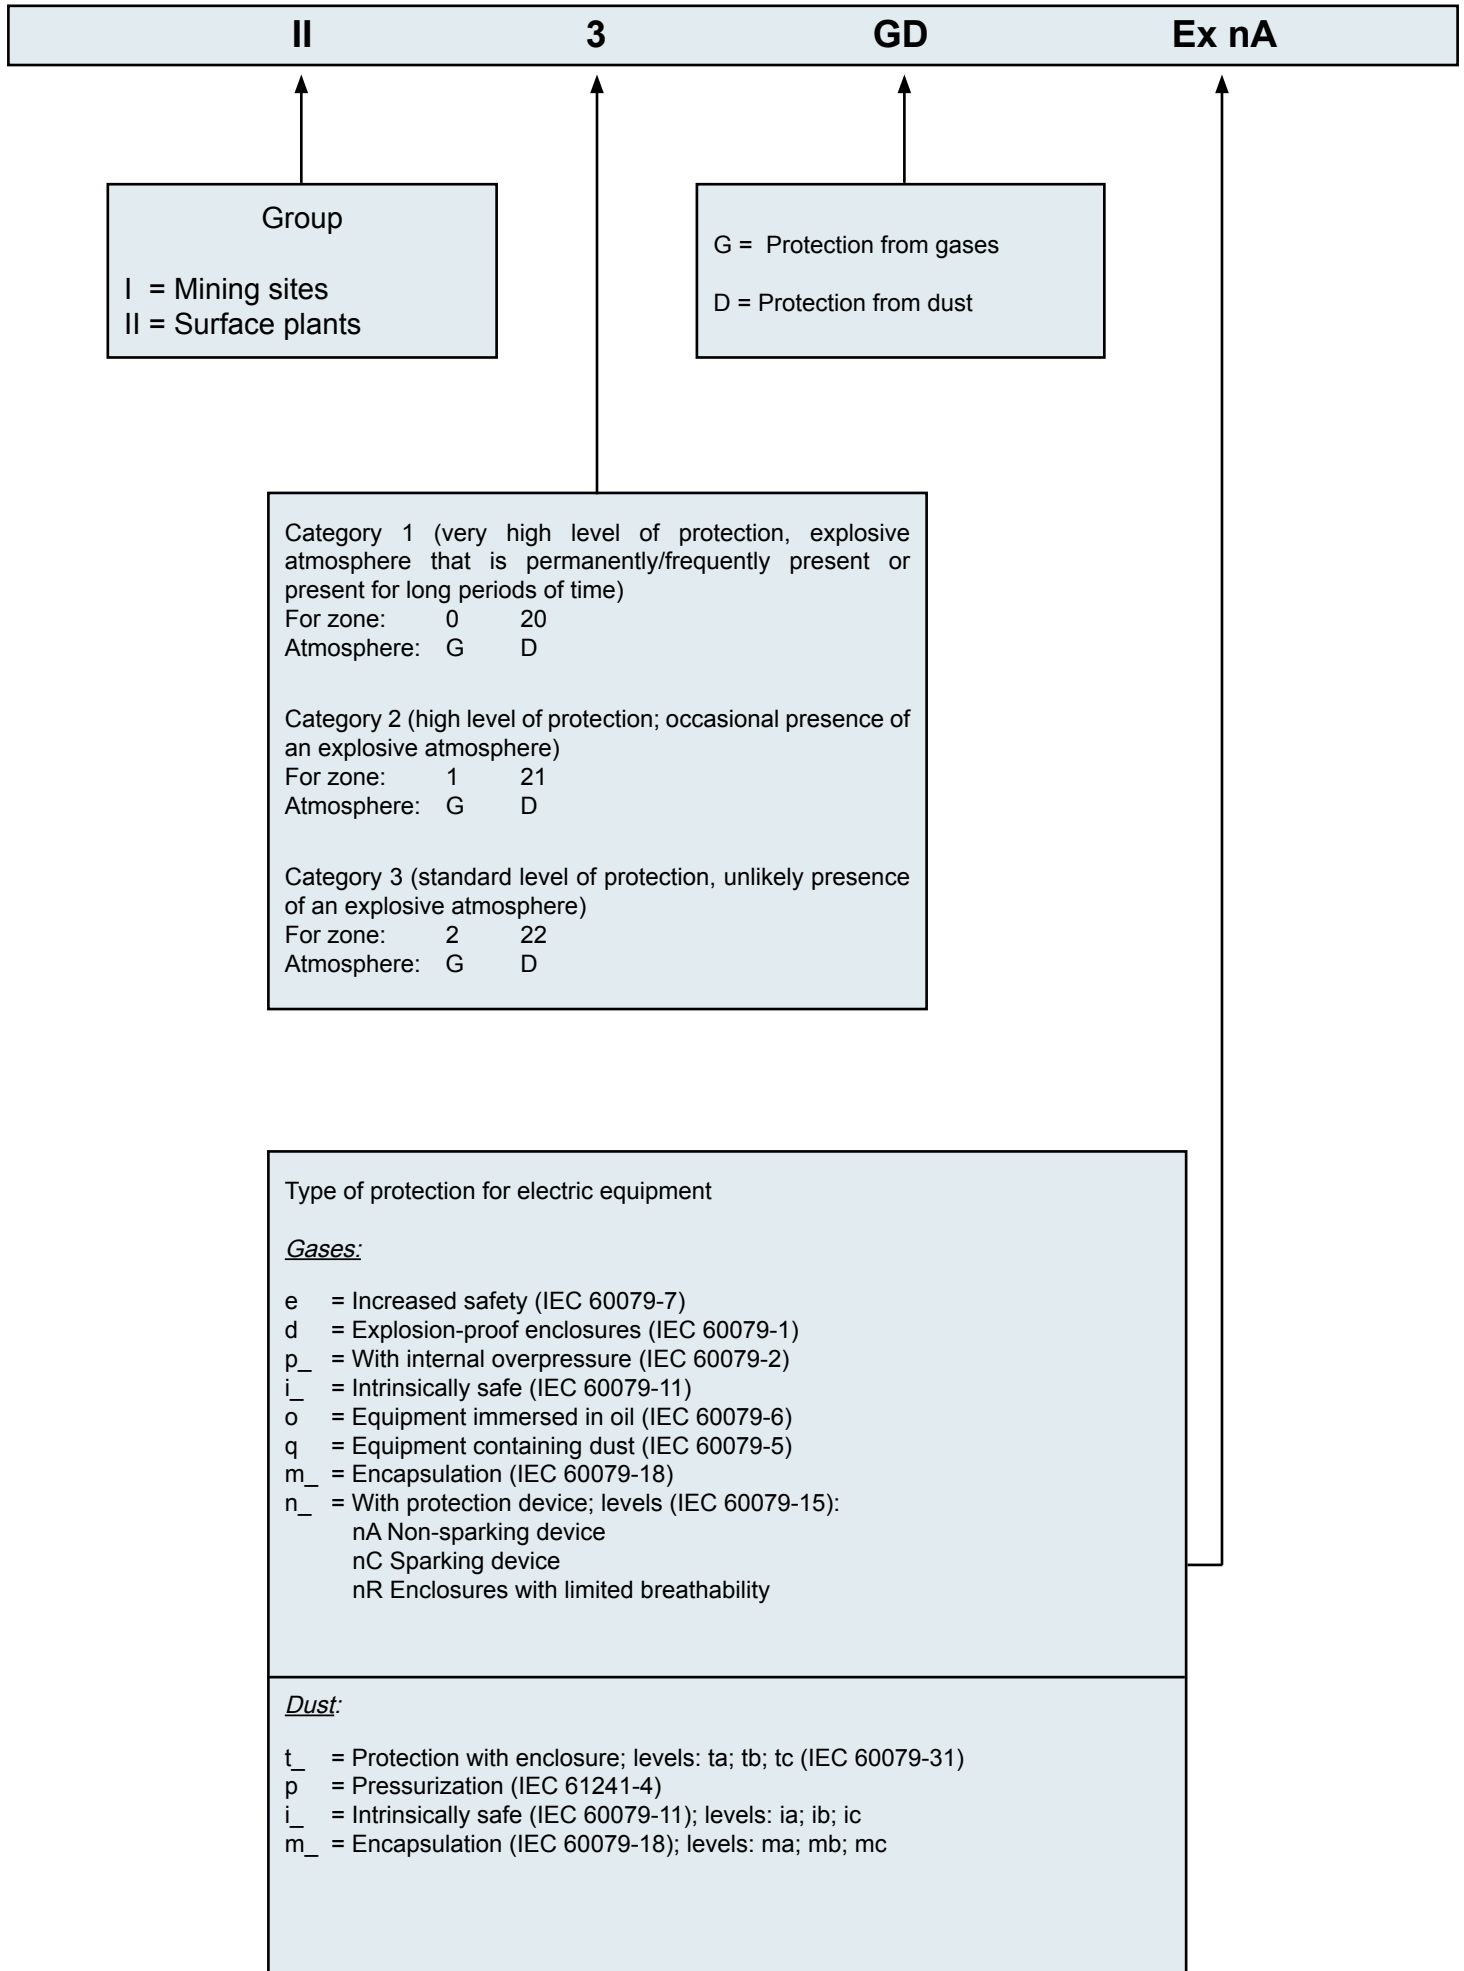 II 3 GD Ex nA
Group
I = Mining sites
II = Surface plants
G = Protection from gases
D = Protection from dust
Category 1 (very high level of protection, explosive
atmosphere that is permanently/frequently present or
present for long periods of time)
For zone: 0 20
Atmosphere: G D
Category 2 (high level of protection; occasional presence of
an explosive atmosphere)
For zone: 1 21
Atmosphere: G D
Category 3 (standard level of protection, unlikely presence
of an explosive atmosphere)
For zone: 2 22
Atmosphere: G D
Type of protection for electric equipment
Gases:
e = Increased safety (IEC 60079-7)
d = Explosion-proof enclosures (IEC 60079-1)
p_ = With internal overpressure (IEC 60079-2)
i_ = Intrinsically safe (IEC 60079-11)
o = Equipment immersed in oil (IEC 60079-6)
q = Equipment containing dust (IEC 60079-5)
m_ = Encapsulation (IEC 60079-18)
n_ = With protection device; levels (IEC 60079-15):
nA Non-sparking device
nC Sparking device
nR Enclosures with limited breathability
Dust:
t_ = Protection with enclosure; levels: ta; tb; tc (IEC 60079-31)
p = Pressurization (IEC 61241-4)
i_ = Intrinsically safe (IEC 60079-11); levels: ia; ib; ic
m_ = Encapsulation (IEC 60079-18); levels: ma; mb; mc